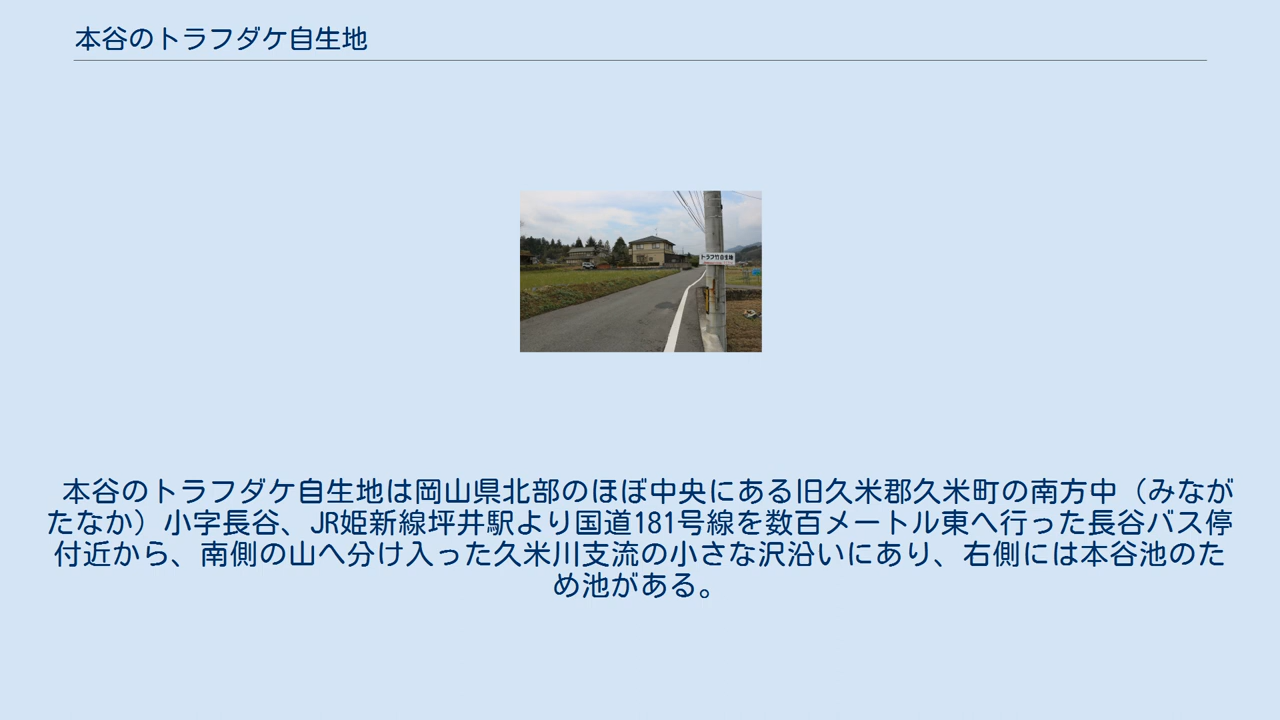 本谷のトラフダケ自生地
トラフ竹自生地
本谷のトラフダケ自生地は岡山県北部のほぼ中央にある旧久米郡久米町の南方中（みなが
たなか）小字長谷、JR姫新線坪井駅より国道181号線を数百メートル東へ行った長谷バス停
付近から、南側の山へ分け入った久米川支流の小さな沢沿いにあり、右側には本谷池のた
め池がある。